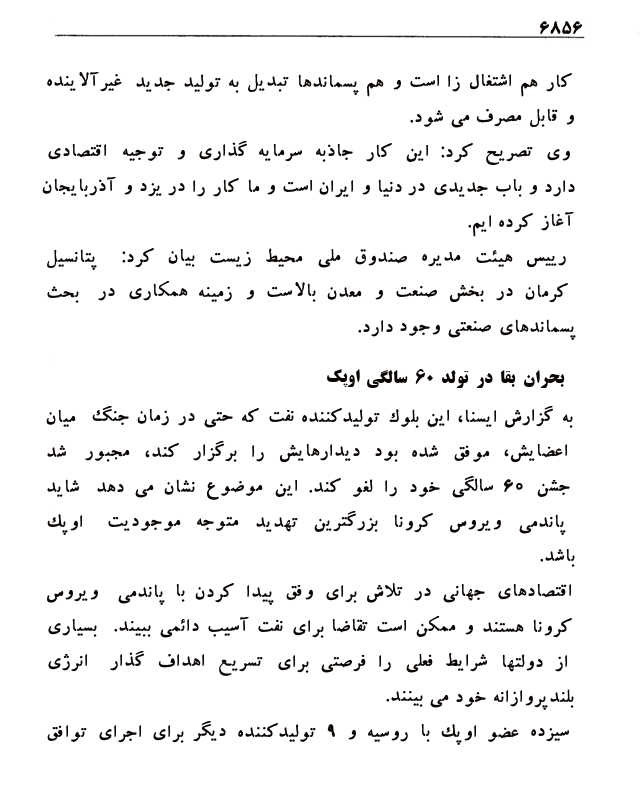 ۶۸۵۶
کار هم اشتغال زا است و هم پسماندها تبدیل به تولید جدید غیرآلاینده
و قابل مصرف می شود.
وی تصریح کرد: این کار جاذبه سرمایه گذاری و توجیه اقتصادی
دارد و باب جدیدی در دنیا و ایران است و ما کار را در یزد و آذربایجان
آغاز کرده ایم.
رییس هیئت مدیره صندوق ملی محیط زیست بیان کرد: پتانسیل
کرمان در بخش صنعت و معدن بالاست و زمینه همکاری در بحث
پسماندهای صنعتی وجود دارد.
بحران بقا در تولد ۶۰ سالگی اوپک
به گزارش ایسنا، این بلوک تولیدکننده نفت که حتی در زمان جنگ میان
اعضایش، موفق شده بود دیدارهایش را برگزار کند، مجبور شد
جشن ۶۰ سالگی خود را لغو کند. این موضوع نشان می دهد شاید
پاندمی ویروس کرونا بزرگترین تهدید متوجه موجودیت اوپک
باشد.
اقتصادهای جهانی در تلاش برای وفق پیدا کردن با پاندمی ویروس
کرونا هستند و ممکن است تقاضا برای نفت آسیب دائمی ببیند. بسیاری
از دولتها شرایط فعلی را فرصتی برای تسریع اهداف گذار انرژی
بلندپروازانه خود می بینند.
سیزده عضو اوپک با روسیه و ۹ تولیدکننده دیگر برای اجرای توافق